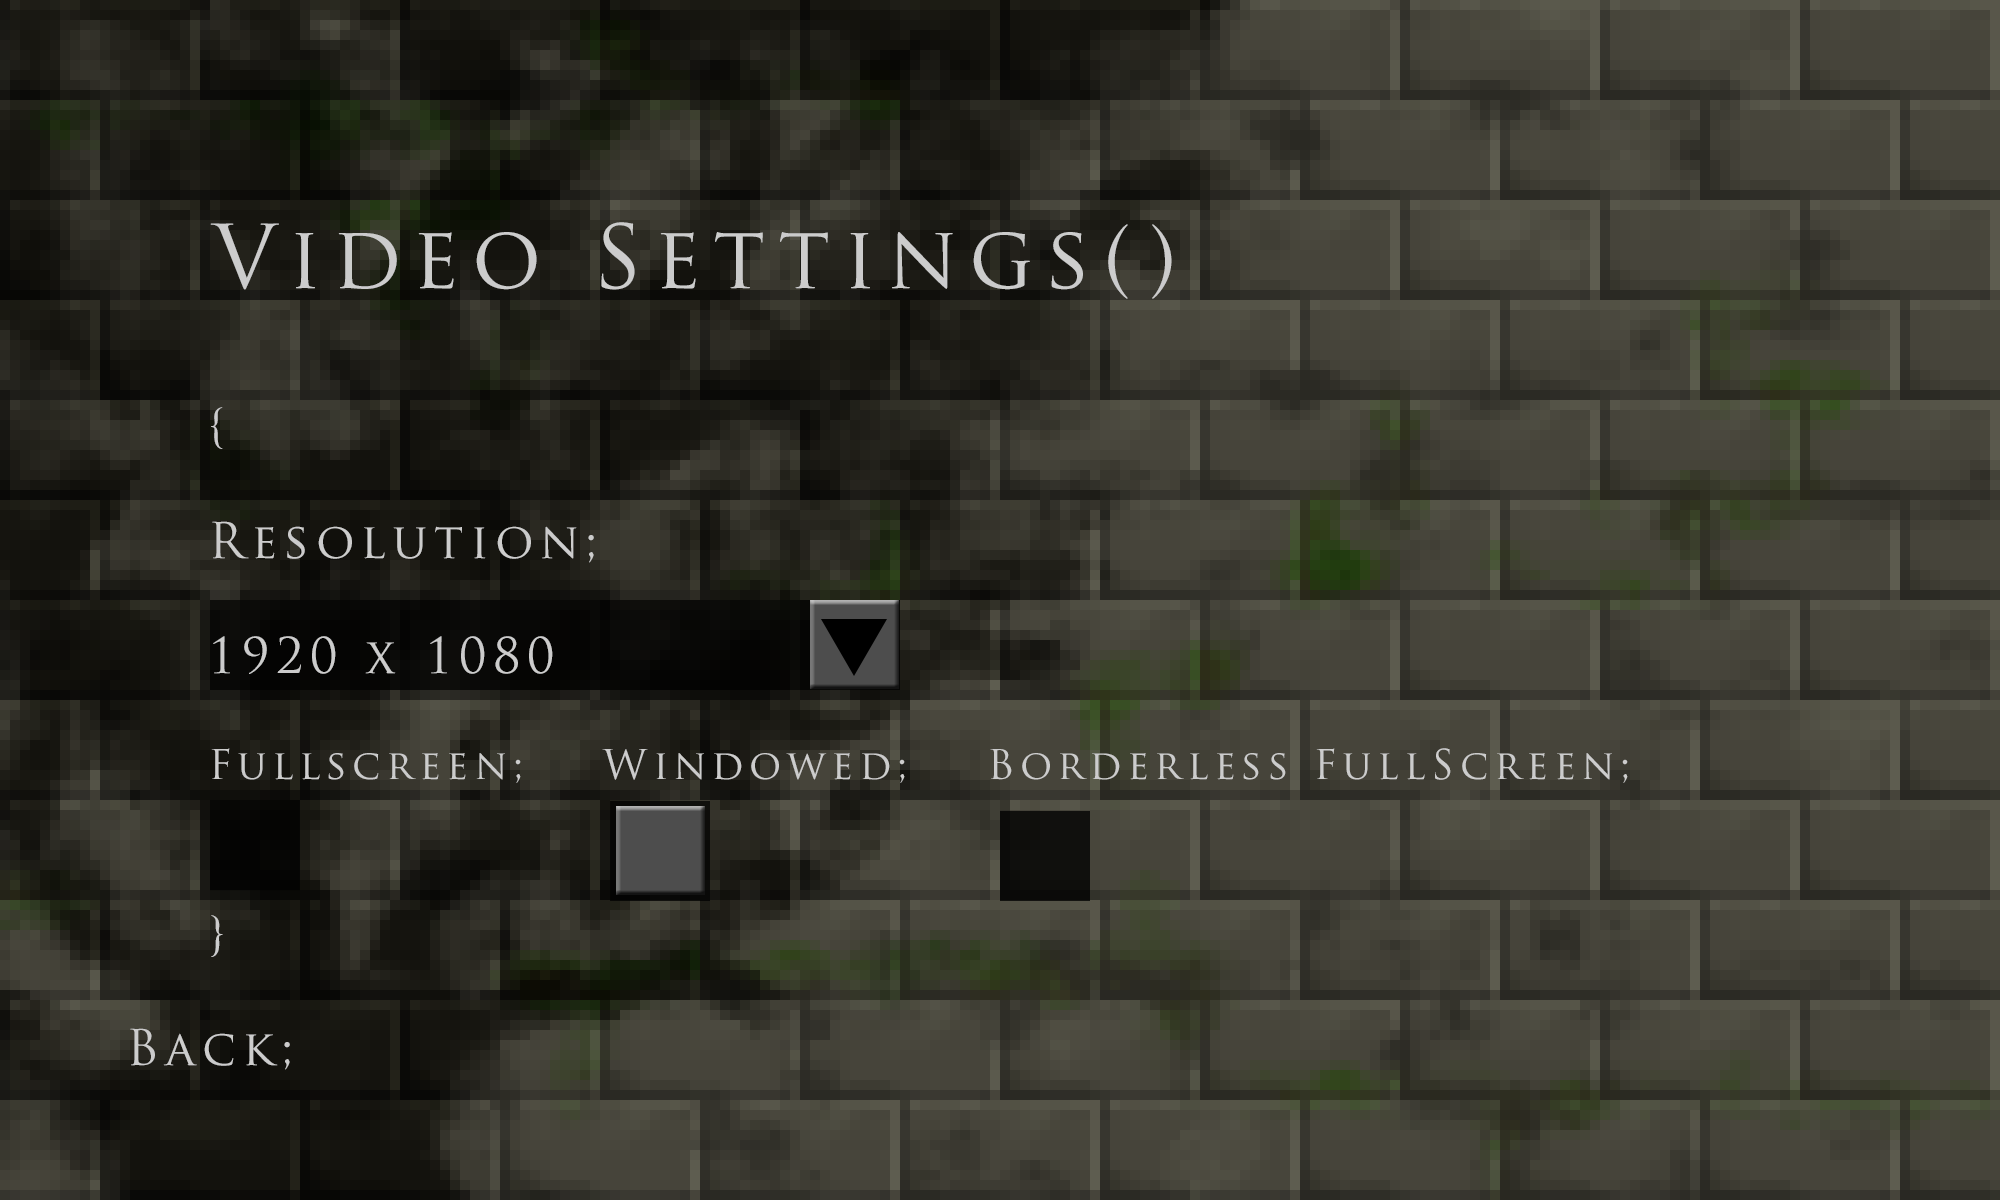 Video Settings()
{
Resolution;
1920 x 1080
Fullscreen; Windowed; Borderless FullScreen;
}
Back;